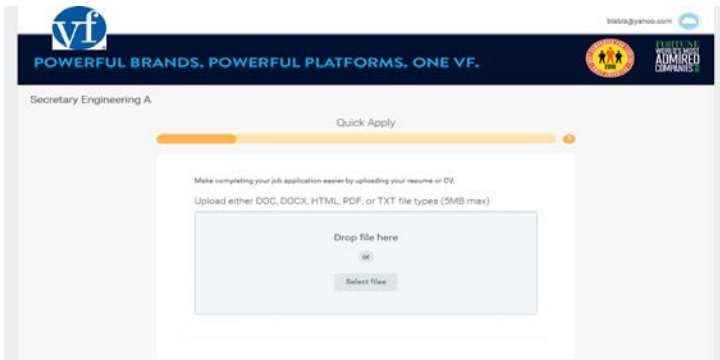 vf
blabla@yahoo.com
POWERFUL BRANDS. POWERFUL PLATFORMS. ONE VF.
FORTUNE
WORLD'S MOST
ADMIRED
COMPANIES
Secretary Engineering A
Quick Apply
Make completing your job application easier by uploading your resume or CV.
Upload either DOC, DOCX, HTML, PDF, or TXT file types (5MB max)
Drop file here
or
Select files